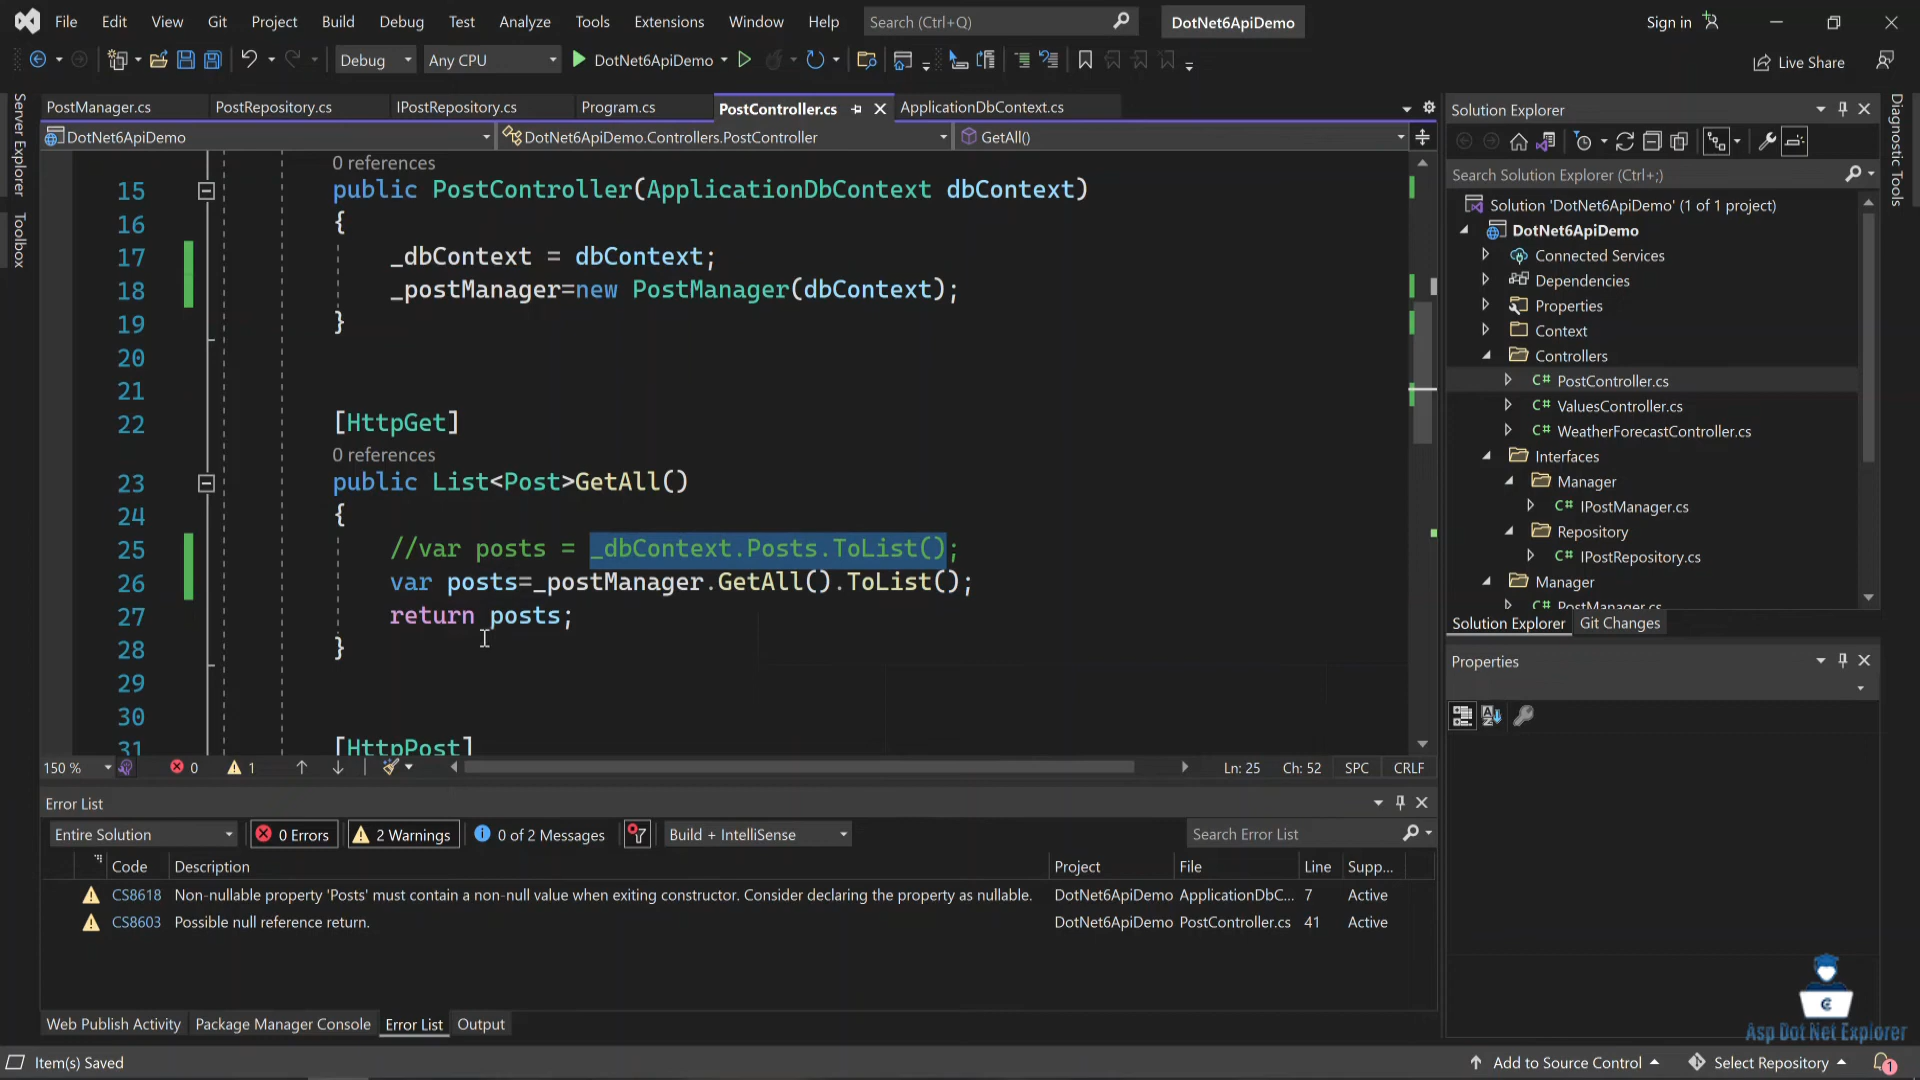 File Edit View Git Project Build Debug Test Analyze Tools Extensions Window Help Search (Ctrl+Q) DotNet6ApiDemo Sign in
Debug Any CPU DotNet6ApiDemo Live Share
Server Explorer
Toolbox
PostManager.cs PostRepository.cs IPostRepository.cs Program.cs PostController.cs ApplicationDbContext.cs
DotNet6ApiDemo DotNet6ApiDemo.Controllers.PostController GetAll()
0 references
15 public PostController(ApplicationDbContext dbContext)
16 {
17 _dbContext = dbContext;
18 _postManager=new PostManager(dbContext);
19 }
20
21
22 [HttpGet]
0 references
23 public List<Post>GetAll()
24 {
25 //var posts = _dbContext.Posts.ToList();
26 var posts=_postManager.GetAll().ToList();
27 return posts;
28 }
29
30
31 [HttpPost]
150 % 0 1 Ln: 25 Ch: 52 SPC CRLF
Error List
Entire Solution 0 Errors 2 Warnings 0 of 2 Messages Build + IntelliSense Search Error List
Code Description Project File Line Supp...
CS8618 Non-nullable property 'Posts' must contain a non-null value when exiting constructor. Consider declaring the property as nullable. DotNet6ApiDemo ApplicationDbC... 7 Active
CS8603 Possible null reference return. DotNet6ApiDemo PostController.cs 41 Active
Web Publish Activity Package Manager Console Error List Output
Item(s) Saved
Solution Explorer
Search Solution Explorer (Ctrl+;)
Solution 'DotNet6ApiDemo' (1 of 1 project)
DotNet6ApiDemo
Connected Services
Dependencies
Properties
Context
Controllers
C# PostController.cs
C# ValuesController.cs
C# WeatherForecastController.cs
Interfaces
Manager
C# IPostManager.cs
Repository
C# IPostRepository.cs
Manager
C# PostManager.cs
Solution Explorer Git Changes
Properties
Diagnostic Tools
Asp Dot Net Explorer
Add to Source Control Select Repository 1